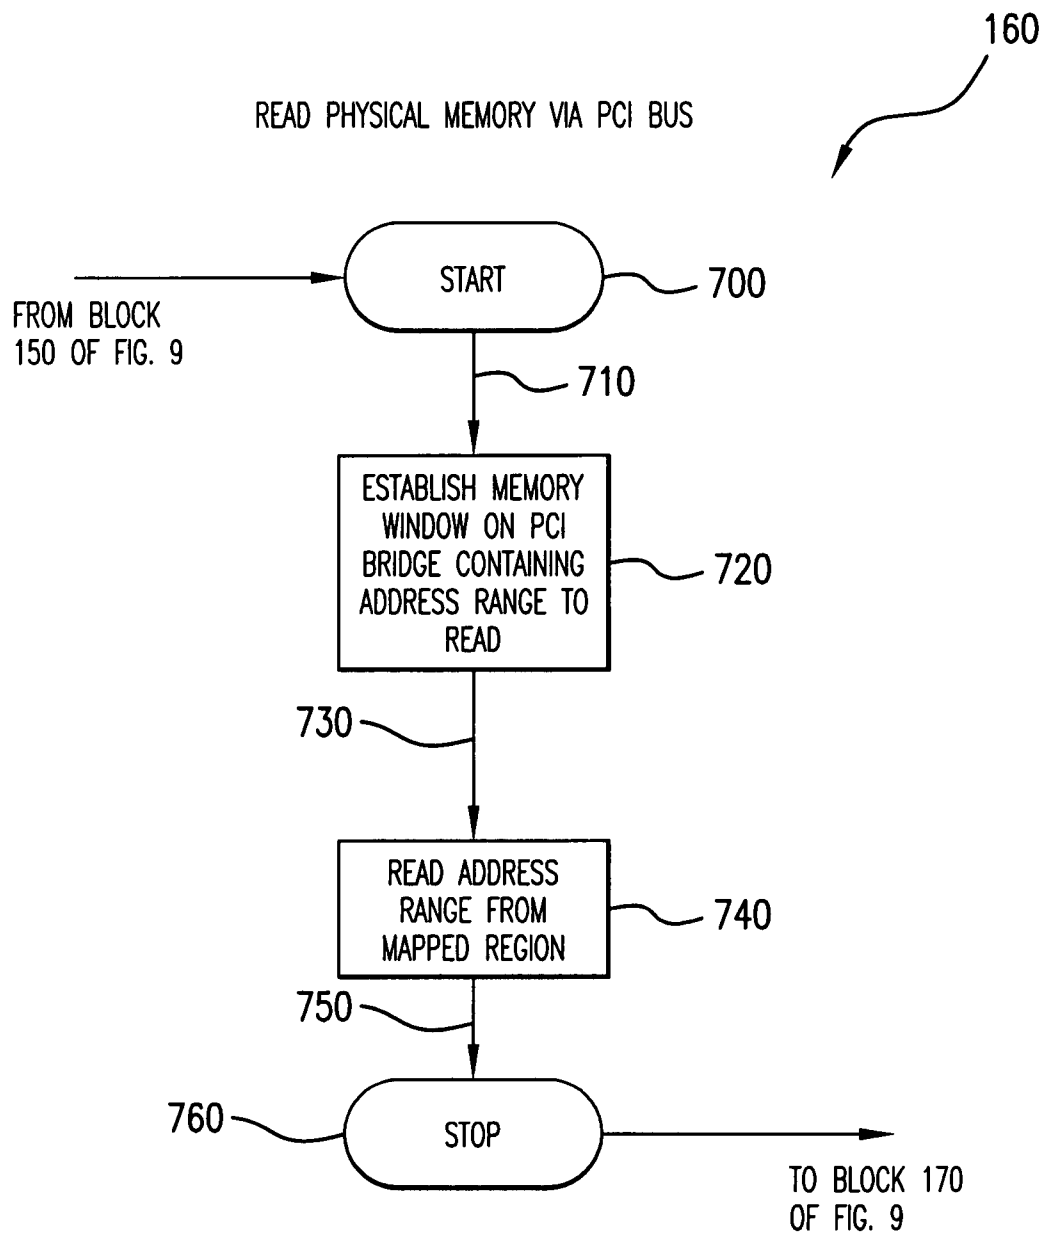 160
READ PHYSICAL MEMORY VIA PCI BUS
START
700
FROM BLOCK
150 OF FIG. 9
710
ESTABLISH MEMORY
WINDOW ON PCI
BRIDGE CONTAINING
ADDRESS RANGE TO
READ
720
730
READ ADDRESS
RANGE FROM
MAPPED REGION
740
750
760
STOP
TO BLOCK 170
OF FIG. 9